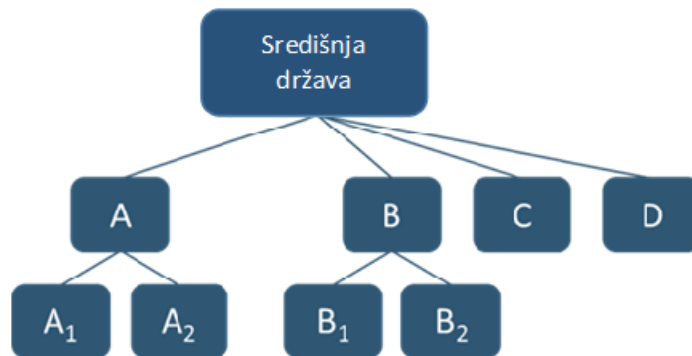 Središnja
država
A
B
C
D
A₁
A₂
B₁
B₂